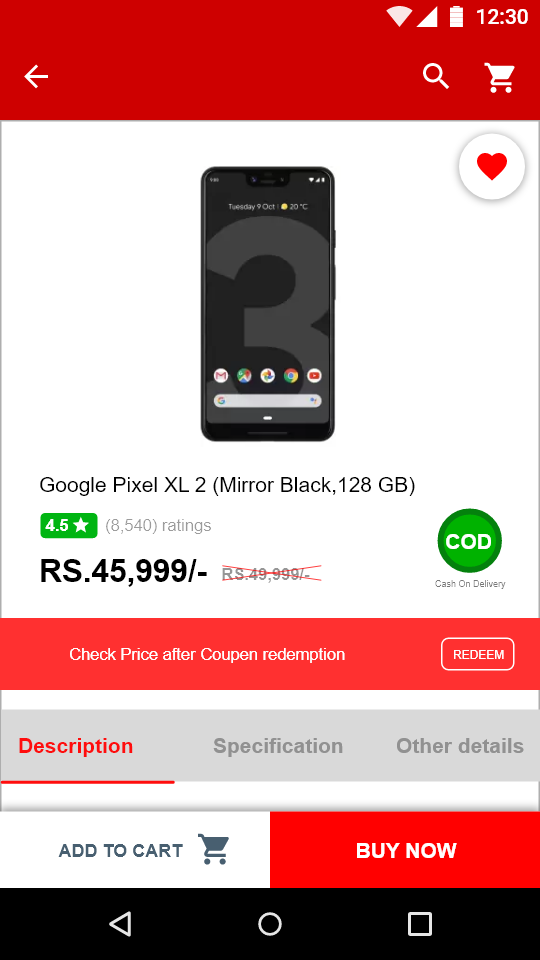 12:30
Tuesday 9 Oct | 20 °C
Google Pixel XL 2 (Mirror Black,128 GB)
4.5 (8,540) ratings
COD
RS.45,999/- RS.49,999/-
Cash On Delivery
Check Price after Coupen redemption REDEEM
Description Specification Other details
ADD TO CART BUY NOW